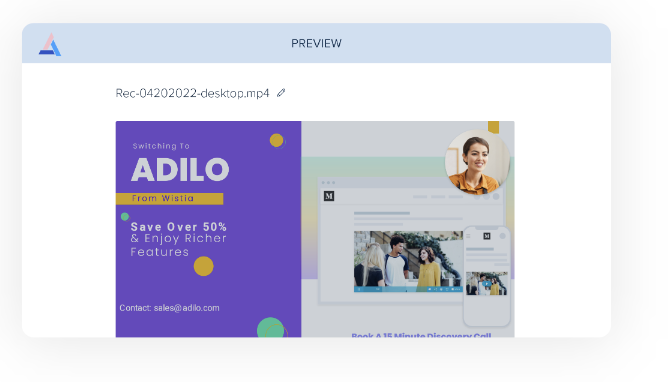 PREVIEW
Rec-04202022-desktop.mp4
Switching To
ADILO
From Wistia
Save Over 50%
& Enjoy Richer
Features
Contact: sales@adilo.com
M
M
Book A 15 Minute Discovery Call